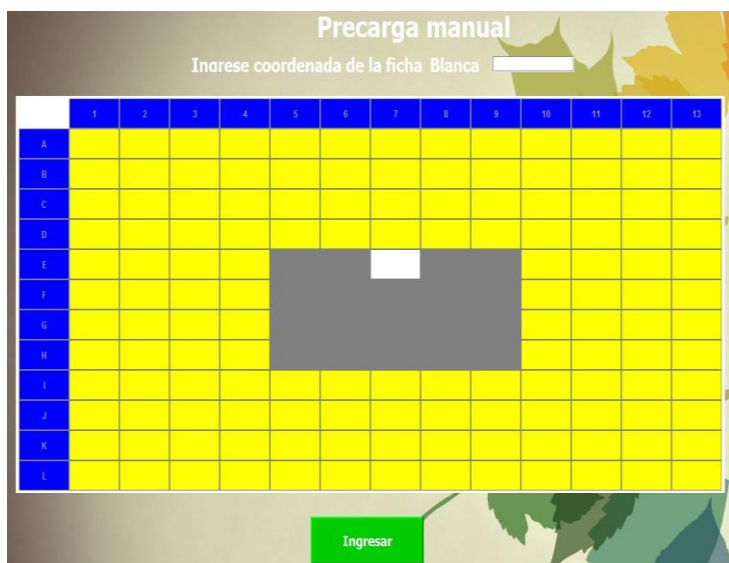 Precarga manual
Ingrese coordenada de la ficha Blanca
1 2 3 4 5 6 7 8 9 10 11 12 13
A
B
C
D
E
F
G
H
I
J
K
L
Ingresar